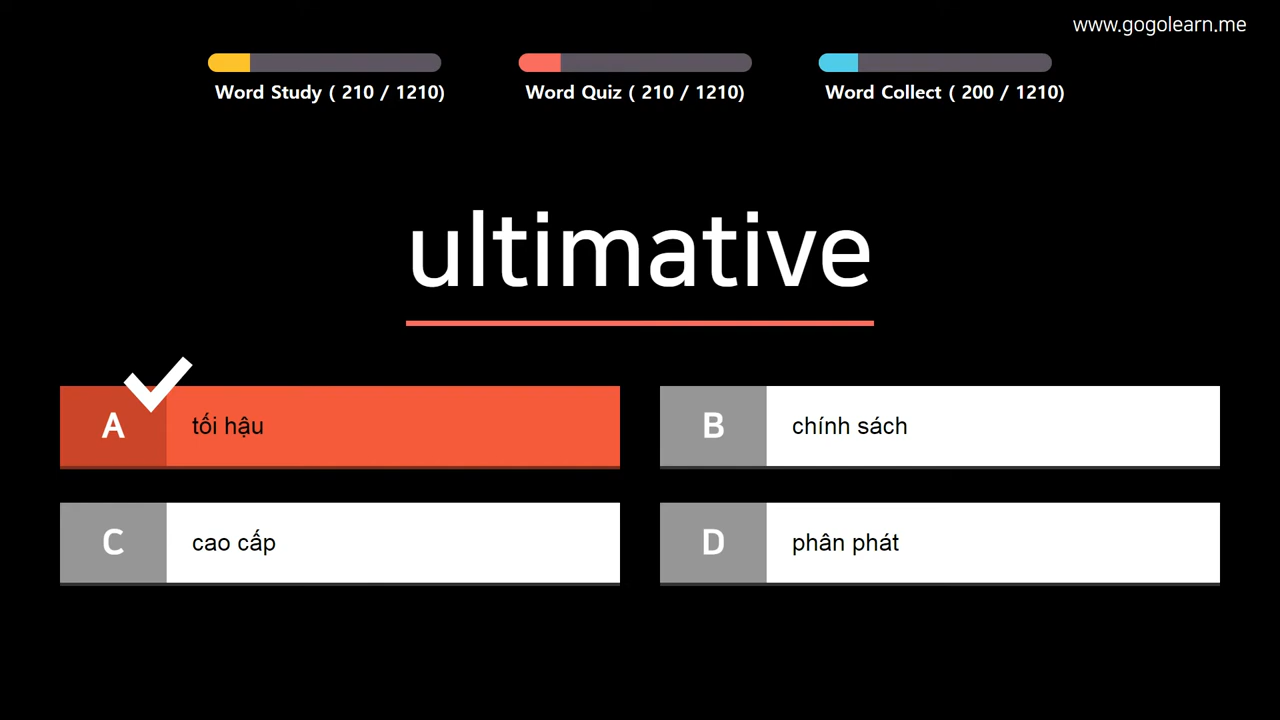 www.gogolearn.me
Word Study ( 210 / 1210)
Word Quiz ( 210 / 1210)
Word Collect ( 200 / 1210)
ultimative
A tối hậu
B chính sách
C cao cấp
D phân phát